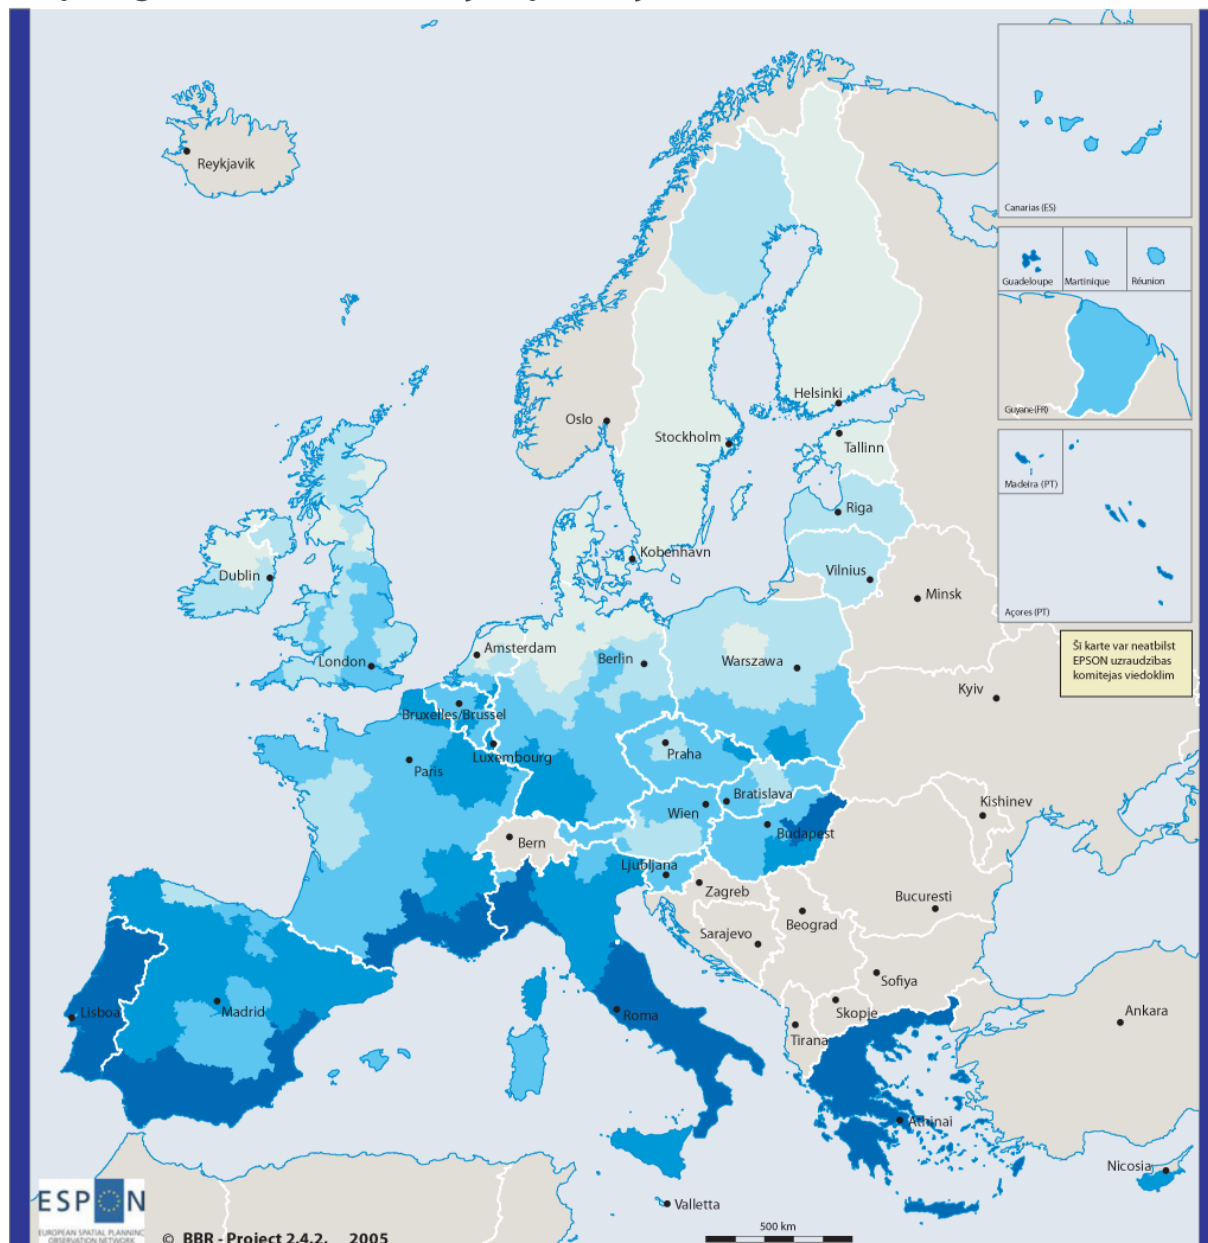 Reykjavik
Canarias (ES)
Guadeloupe
Martinique
Réunion
Guyane (FR)
Helsinki
Oslo
Stockholm
Tallinn
Madeira (PT)
Riga
Kobenhavn
Dublin
Vilnius
Minsk
Açores (PT)
Amsterdam
London
Berlin
Warszawa
Šī karte var neatbilst
EPSON uzraudzības
komitejas viedoklim
Kyiv
Bruxelles/Brussel
Luxembourg
Praha
Paris
Bratislava
Wien
Kishinev
Bern
Budapest
Ljubljana
Zagreb
Bucuresti
Beograd
Sarajevo
Sofiya
Madrid
Lisboa
Roma
Skopje
Ankara
Tirana
Athinai
Nicosia
Valletta
ESPON
EUROPEAN SPATIAL PLANNING
OBSERVATION NETWORK
500 km
© BBR - Project 2.4.2, 2005